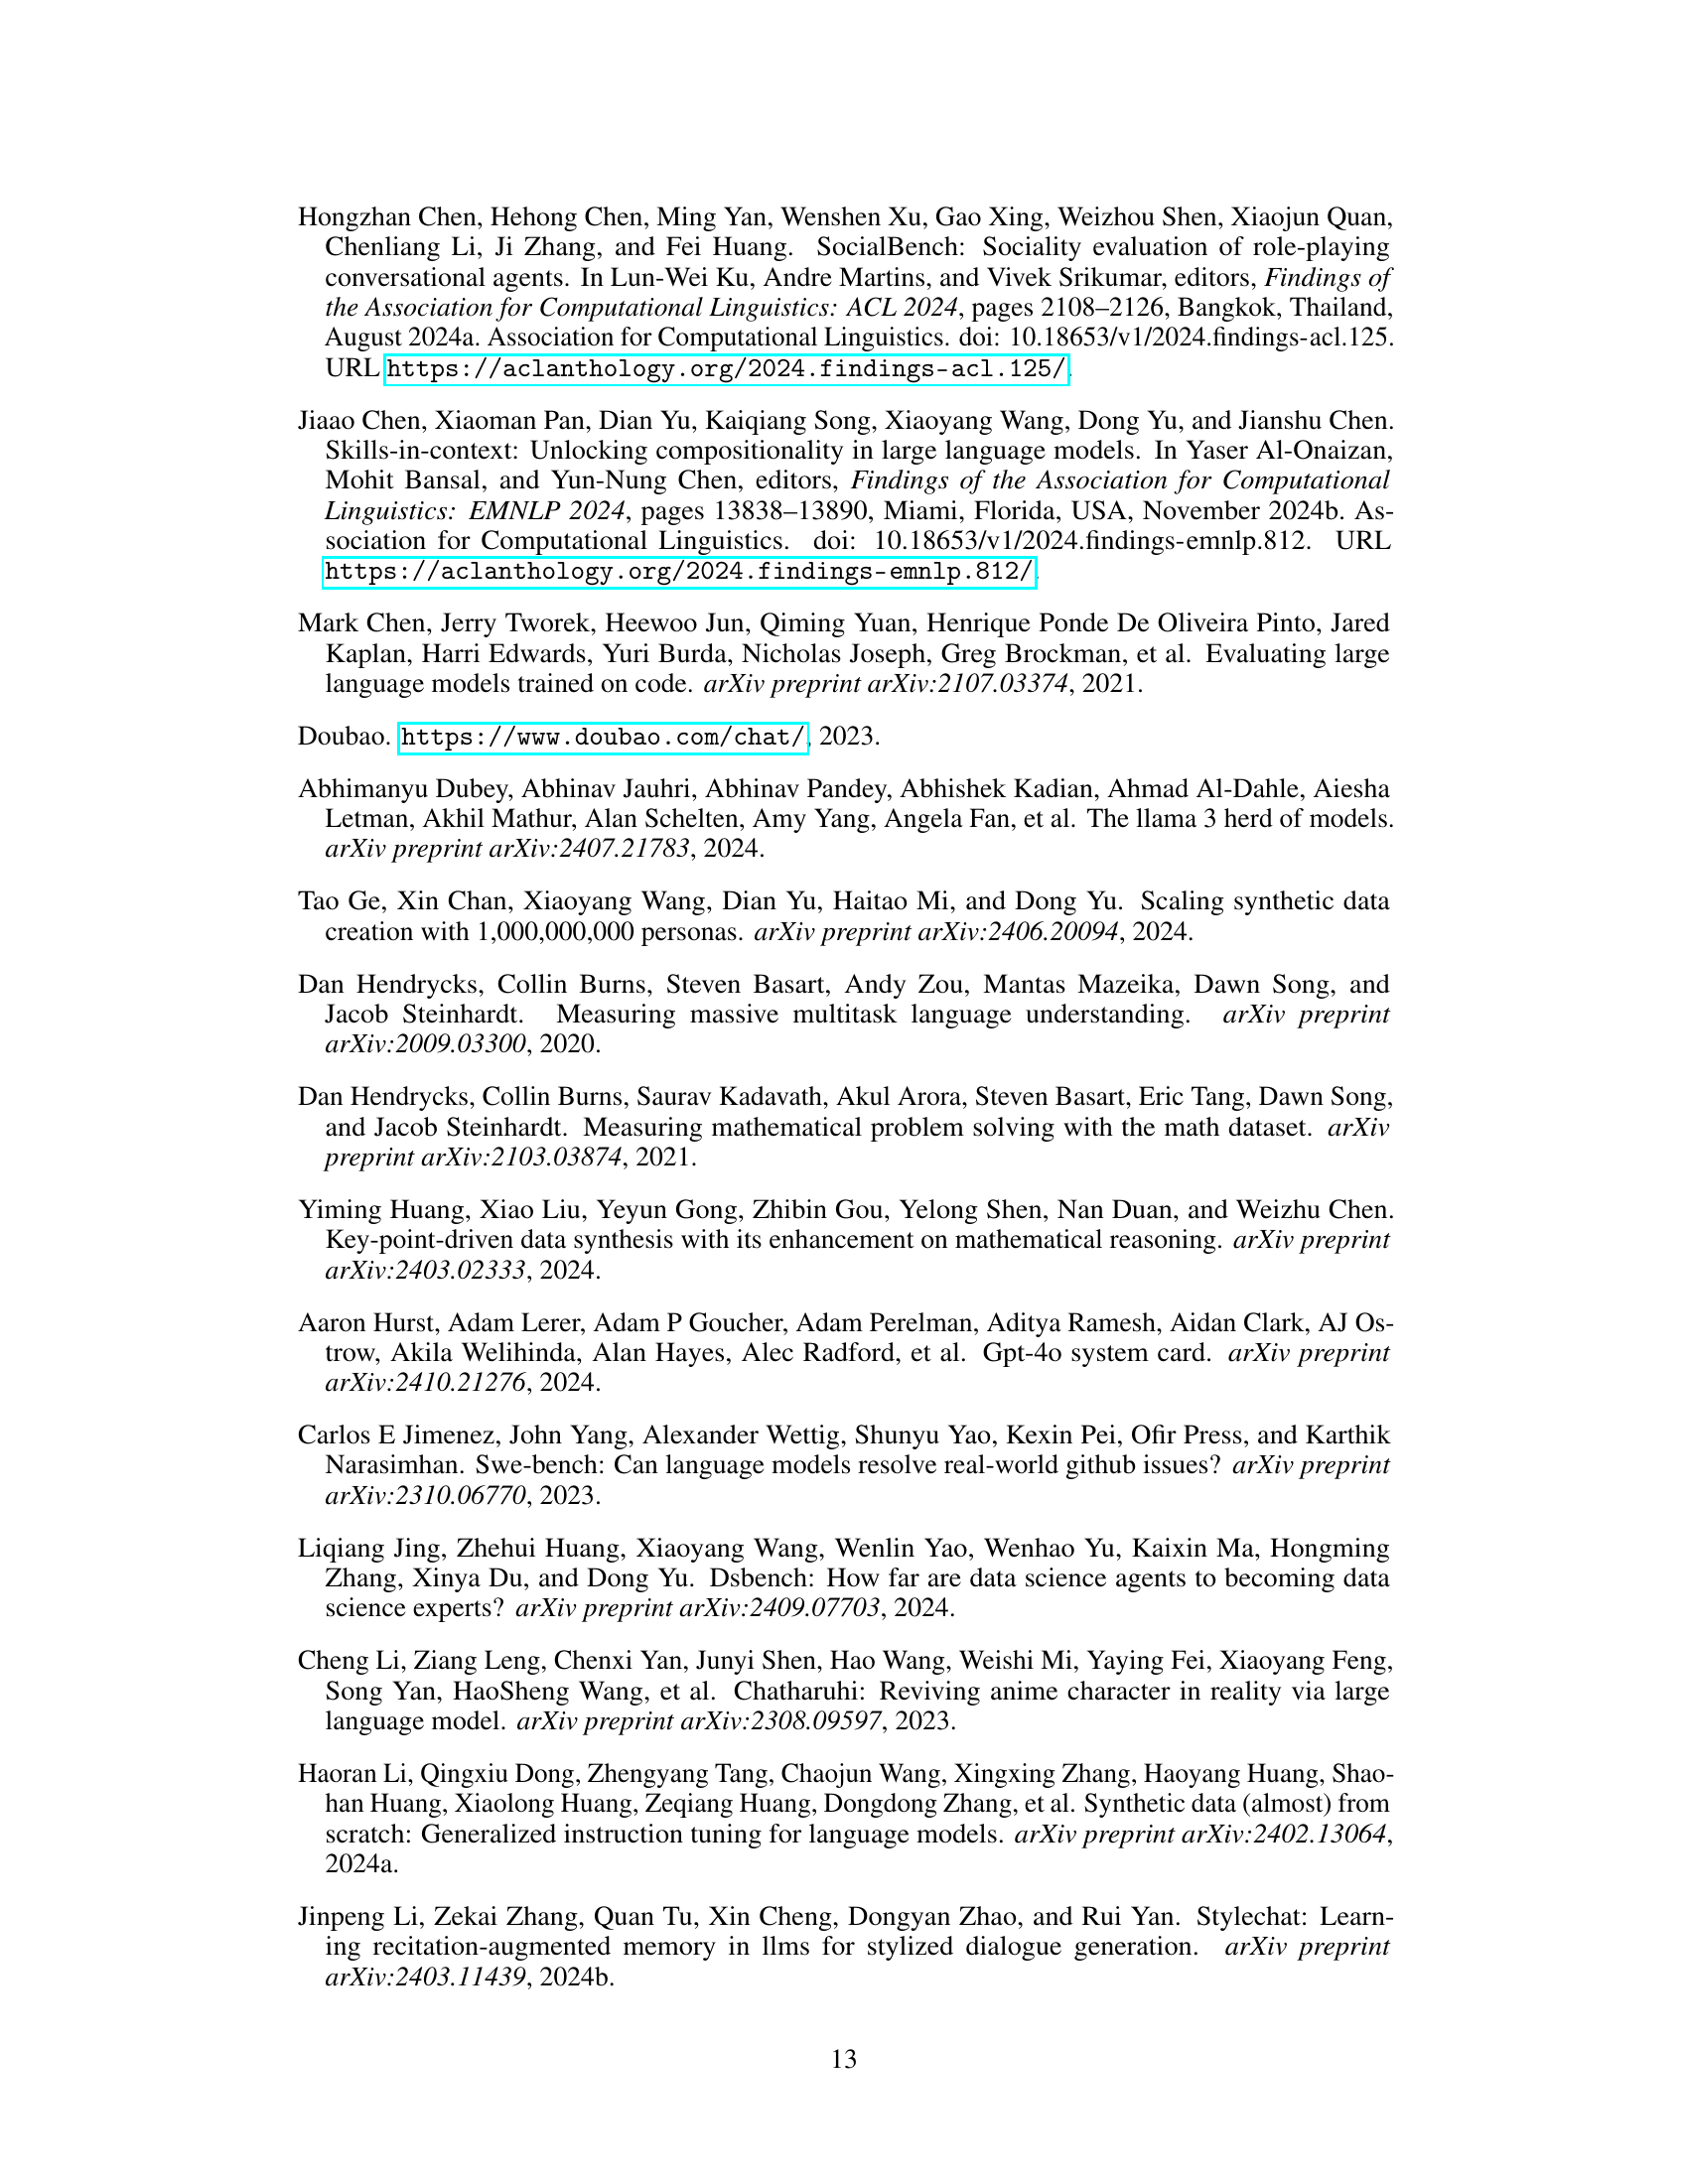 Hongzhan Chen, Hehong Chen, Ming Yan, Wenshen Xu, Gao Xing, Weizhou Shen, Xiaojun Quan,
Chenliang Li, Ji Zhang, and Fei Huang. SocialBench: Sociality evaluation of role-playing
conversational agents. In Lun-Wei Ku, Andre Martins, and Vivek Srikumar, editors, Findings of
the Association for Computational Linguistics: ACL 2024, pages 2108–2126, Bangkok, Thailand,
August 2024a. Association for Computational Linguistics. doi: 10.18653/v1/2024.findings-acl.125.
URL https://aclanthology.org/2024.findings-acl.125/.
Jiaao Chen, Xiaoman Pan, Dian Yu, Kaiqiang Song, Xiaoyang Wang, Dong Yu, and Jianshu Chen.
Skills-in-context: Unlocking compositionality in large language models. In Yaser Al-Onaizan,
Mohit Bansal, and Yun-Nung Chen, editors, Findings of the Association for Computational
Linguistics: EMNLP 2024, pages 13838–13890, Miami, Florida, USA, November 2024b. As-
sociation for Computational Linguistics. doi: 10.18653/v1/2024.findings-emnlp.812. URL
https://aclanthology.org/2024.findings-emnlp.812/.
Mark Chen, Jerry Tworek, Heewoo Jun, Qiming Yuan, Henrique Ponde De Oliveira Pinto, Jared
Kaplan, Harri Edwards, Yuri Burda, Nicholas Joseph, Greg Brockman, et al. Evaluating large
language models trained on code. arXiv preprint arXiv:2107.03374, 2021.
Doubao. https://www.doubao.com/chat/, 2023.
Abhimanyu Dubey, Abhinav Jauhri, Abhinav Pandey, Abhishek Kadian, Ahmad Al-Dahle, Aiesha
Letman, Akhil Mathur, Alan Schelten, Amy Yang, Angela Fan, et al. The llama 3 herd of models.
arXiv preprint arXiv:2407.21783, 2024.
Tao Ge, Xin Chan, Xiaoyang Wang, Dian Yu, Haitao Mi, and Dong Yu. Scaling synthetic data
creation with 1,000,000,000 personas. arXiv preprint arXiv:2406.20094, 2024.
Dan Hendrycks, Collin Burns, Steven Basart, Andy Zou, Mantas Mazeika, Dawn Song, and
Jacob Steinhardt. Measuring massive multitask language understanding. arXiv preprint
arXiv:2009.03300, 2020.
Dan Hendrycks, Collin Burns, Saurav Kadavath, Akul Arora, Steven Basart, Eric Tang, Dawn Song,
and Jacob Steinhardt. Measuring mathematical problem solving with the math dataset. arXiv
preprint arXiv:2103.03874, 2021.
Yiming Huang, Xiao Liu, Yeyun Gong, Zhibin Gou, Yelong Shen, Nan Duan, and Weizhu Chen.
Key-point-driven data synthesis with its enhancement on mathematical reasoning. arXiv preprint
arXiv:2403.02333, 2024.
Aaron Hurst, Adam Lerer, Adam P Goucher, Adam Perelman, Aditya Ramesh, Aidan Clark, AJ Os-
trow, Akila Welihinda, Alan Hayes, Alec Radford, et al. Gpt-4o system card. arXiv preprint
arXiv:2410.21276, 2024.
Carlos E Jimenez, John Yang, Alexander Wettig, Shunyu Yao, Kexin Pei, Ofir Press, and Karthik
Narasimhan. Swe-bench: Can language models resolve real-world github issues? arXiv preprint
arXiv:2310.06770, 2023.
Liqiang Jing, Zhehui Huang, Xiaoyang Wang, Wenlin Yao, Wenhao Yu, Kaixin Ma, Hongming
Zhang, Xinya Du, and Dong Yu. Dsbench: How far are data science agents to becoming data
science experts? arXiv preprint arXiv:2409.07703, 2024.
Cheng Li, Ziang Leng, Chenxi Yan, Junyi Shen, Hao Wang, Weishi Mi, Yaying Fei, Xiaoyang Feng,
Song Yan, HaoSheng Wang, et al. Chatharuhi: Reviving anime character in reality via large
language model. arXiv preprint arXiv:2308.09597, 2023.
Haoran Li, Qingxiu Dong, Zhengyang Tang, Chaojun Wang, Xingxing Zhang, Haoyang Huang, Shao-
han Huang, Xiaolong Huang, Zeqiang Huang, Dongdong Zhang, et al. Synthetic data (almost) from
scratch: Generalized instruction tuning for language models. arXiv preprint arXiv:2402.13064,
2024a.
Jinpeng Li, Zekai Zhang, Quan Tu, Xin Cheng, Dongyan Zhao, and Rui Yan. Stylechat: Learn-
ing recitation-augmented memory in llms for stylized dialogue generation. arXiv preprint
arXiv:2403.11439, 2024b.
13